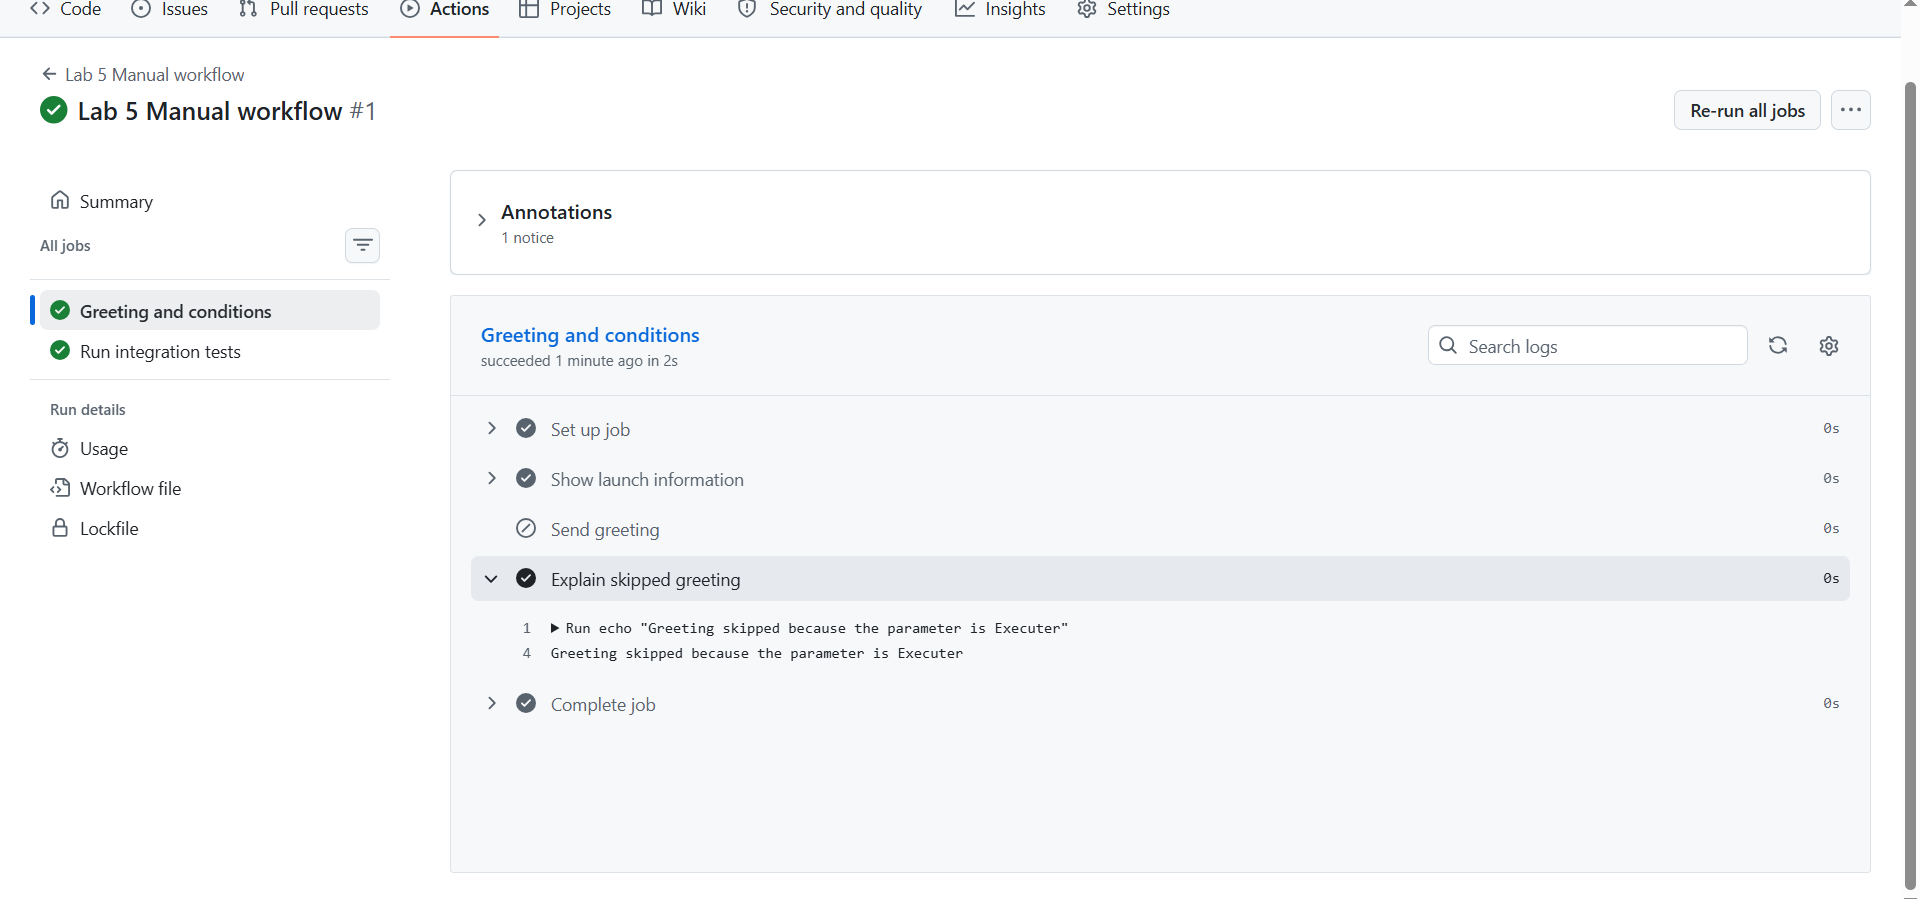 Code Issues Pull requests Actions Projects Wiki Security and quality Insights Settings
Lab 5 Manual workflow
Lab 5 Manual workflow #1
Re-run all jobs
Summary
All jobs
Greeting and conditions
Run integration tests
Run details
Usage
Workflow file
Lockfile
Annotations
1 notice
Greeting and conditions
succeeded 1 minute ago in 2s
Search logs
Set up job 0s
Show launch information 0s
Send greeting 0s
Explain skipped greeting 0s
1 Run echo "Greeting skipped because the parameter is Executer"
4 Greeting skipped because the parameter is Executer
Complete job 0s